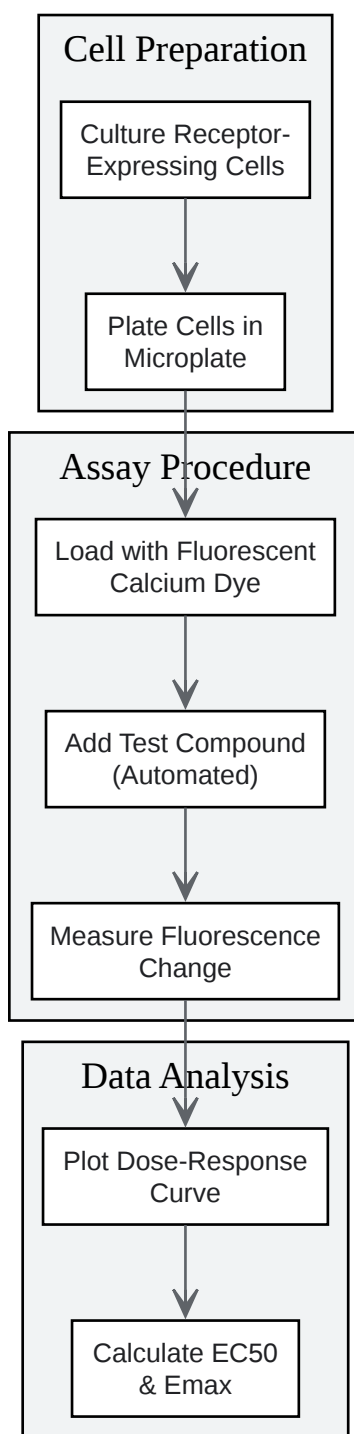 Cell Preparation
Culture Receptor-
Expressing Cells
Plate Cells in
Microplate
Assay Procedure
Load with Fluorescent
Calcium Dye
Add Test Compound
(Automated)
Measure Fluorescence
Change
Data Analysis
Plot Dose-Response
Curve
Calculate EC50
& Emax